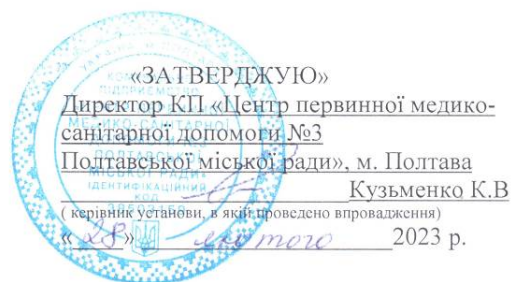 «ЗАТВЕРДЖУЮ»
Директор КП «Центр первинної медико-
санітарної допомоги №3
Полтавської міської ради», м. Полтава
Кузьменко К.В
( керівник установи, в якій проведено впровадження)
«28» лютого 2023 р.